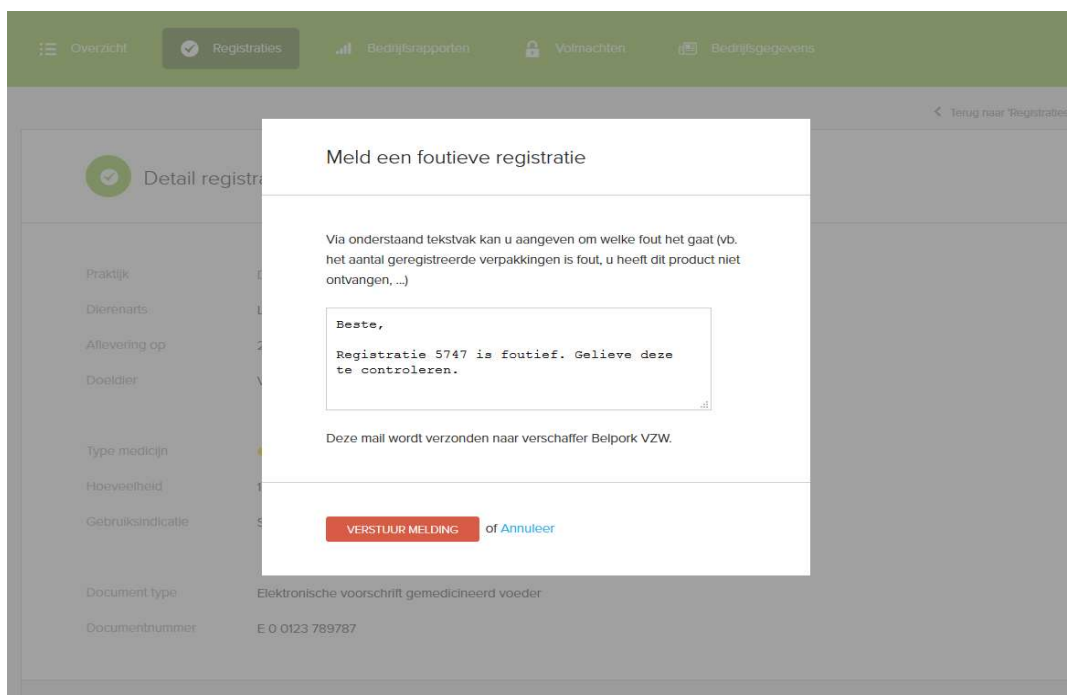 Overzicht
Registraties
Bedrijfsrapporten
Volmachten
Bedrijfsgegevens
Terug naar 'Registraties
Detail registra
Meld een foutieve registratie
Via onderstaand tekstvak kan u aangeven om welke fout het gaat (vb.
het aantal geregistreerde verpakkingen is fout, u heeft dit product niet
ontvangen, ...)
Beste,
Registratie 5747 is foutief. Gelieve deze
te controleren.
Deze mail wordt verzonden naar verschaffer Belpork VZW.
VERSTUUR MELDING of Annuleer
Praktijk
Dierenarts
Aflevering op
Doeldier
Type medicijn
Hoeveelheid
Gebruiksindicatie
Document type Elektronische voorschrift gemedicineerd voeder
Documentnummer E 0 0123 789787